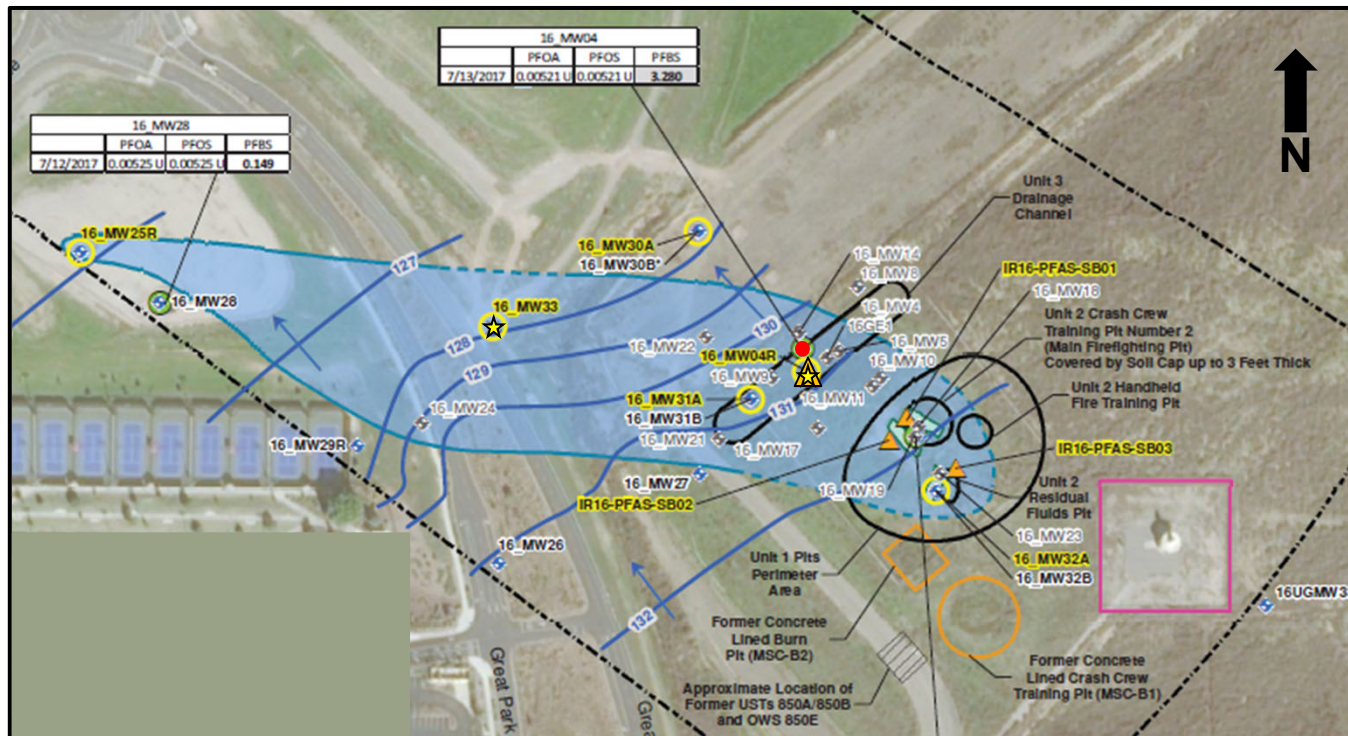 16_MW04
PFOA PFOS PFBS
7/13/2017 0.00521 U 0.00521 U 3.280
16_MW28
PFOA PFOS PFBS
7/12/2017 0.00525 U 0.00525 U 0.149
N
Unit 3
Drainage
Channel
16_MW25R
16_MW30A
16_MW30B*
16_MW14
16_MW8
IR16-PFAS-SB01
127
16_MW18
16_MW28
16_MW33
16_MW4
Unit 2 Crash Crew
Training Pit Number 2
(Main Firefighting Pit)
Covered by Soil Cap up to 3 Feet Thick
130
16GE1
128
16_MW22
16_MW5
16_MW04R
16_MW10
129
16_MW9
Unit 2 Handheld
Fire Training Pit
16_MW31A
16_MW11
131
16_MW24
16_MW31B
16_MW29R
16_MW21
16_MW17
IR16-PFAS-SB03
16_MW27
16_MW19
Unit 2
Residual
Fluids Pit
IR16-PFAS-SB02
16_MW23
16_MW26
Unit 1 Pits
Perimeter
Area
16_MW32A
16_MW32B
16UGMW3
132
Former Concrete
Lined Burn
Pit (MSC-B2)
Great Park
Grea
Former Concrete
Lined Crash Crew
Training Pit (MSC-B1)
Approximate Location of
Former USTs 850A/850B
and OWS 850E